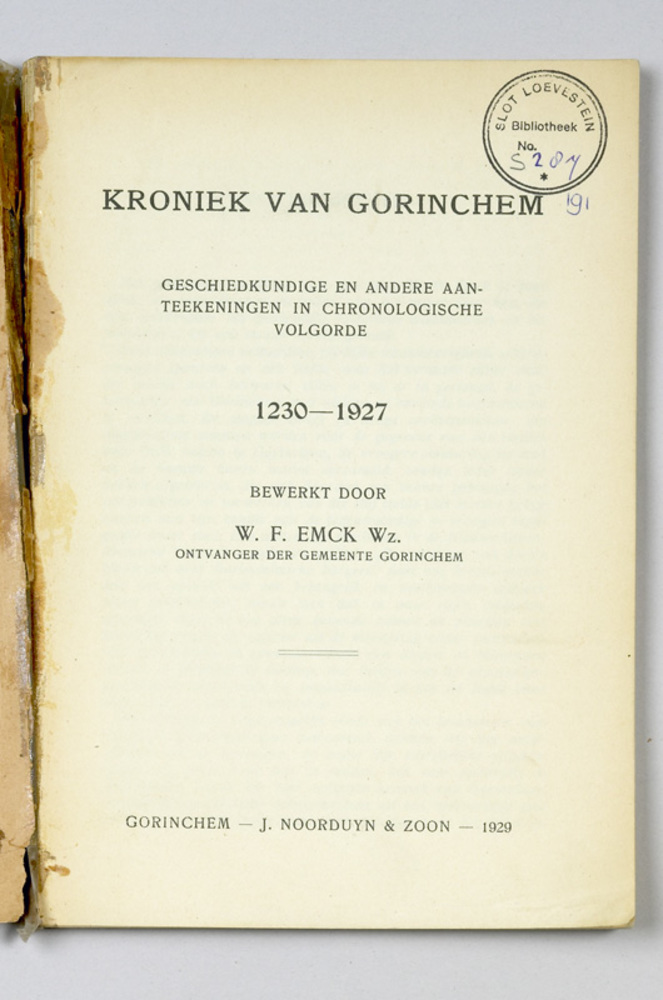 SLOT LOEVESTEIN
Bibliotheek
No.
S 287
*
191
KRONIEK VAN GORINCHEM
GESCHIEDKUNDIGE EN ANDERE AAN-
TEEKENINGEN IN CHRONOLOGISCHE
VOLGORDE
1230—1927
BEWERKT DOOR
W. F. EMCK Wz.
ONTVANGER DER GEMEENTE GORINCHEM
GORINCHEM — J. NOORDUYN & ZOON — 1929